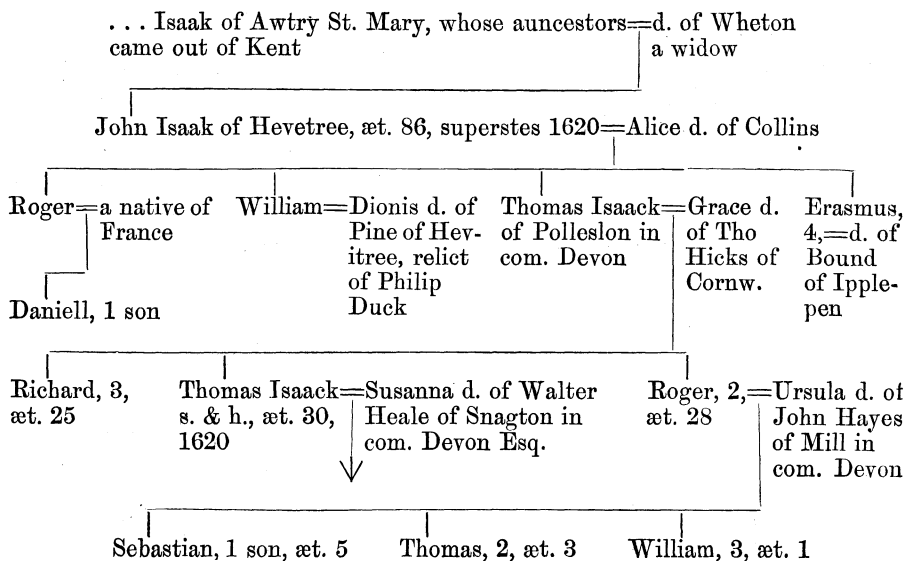 . . . Isaak of Awtry St. Mary, whose auncestors=d. of Wheton
came out of Kent a widow
John Isaak of Hevetree, æt. 86, superstes 1620=Alice d. of Collins
Roger=a native of
France
William=Dionis d. of
Pine of Hev-
itree, relict
of Philip
Duck
Thomas Isaack=Grace d.
of Polleslon in of Tho
com. Devon Hicks of
Cornw.
Erasmus,
4,=d. of
Bound
of Ipple-
pen
Daniell, 1 son
Richard, 3,
æt. 25
Thomas Isaack=Susanna d. of Walter
s. & h., æt. 30, Heale of Snagton in
1620 com. Devon Esq.
Roger, 2,=Ursula d. of
æt. 28 John Hayes
of Mill in
com. Devon
Sebastian, 1 son, æt. 5 Thomas, 2, æt. 3 William, 3, æt. 1